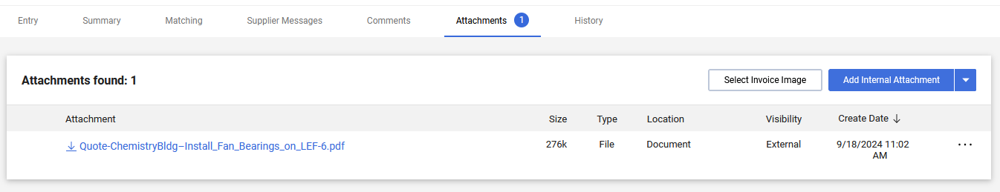 Entry Summary Matching Supplier Messages Comments Attachments 1 History
Attachments found: 1 Select Invoice Image Add Internal Attachment
Attachment Size Type Location Visibility Create Date ↓
Quote-ChemistryBldg–Install_Fan_Bearings_on_LEF-6.pdf 276k File Document External 9/18/2024 11:02 ...
AM